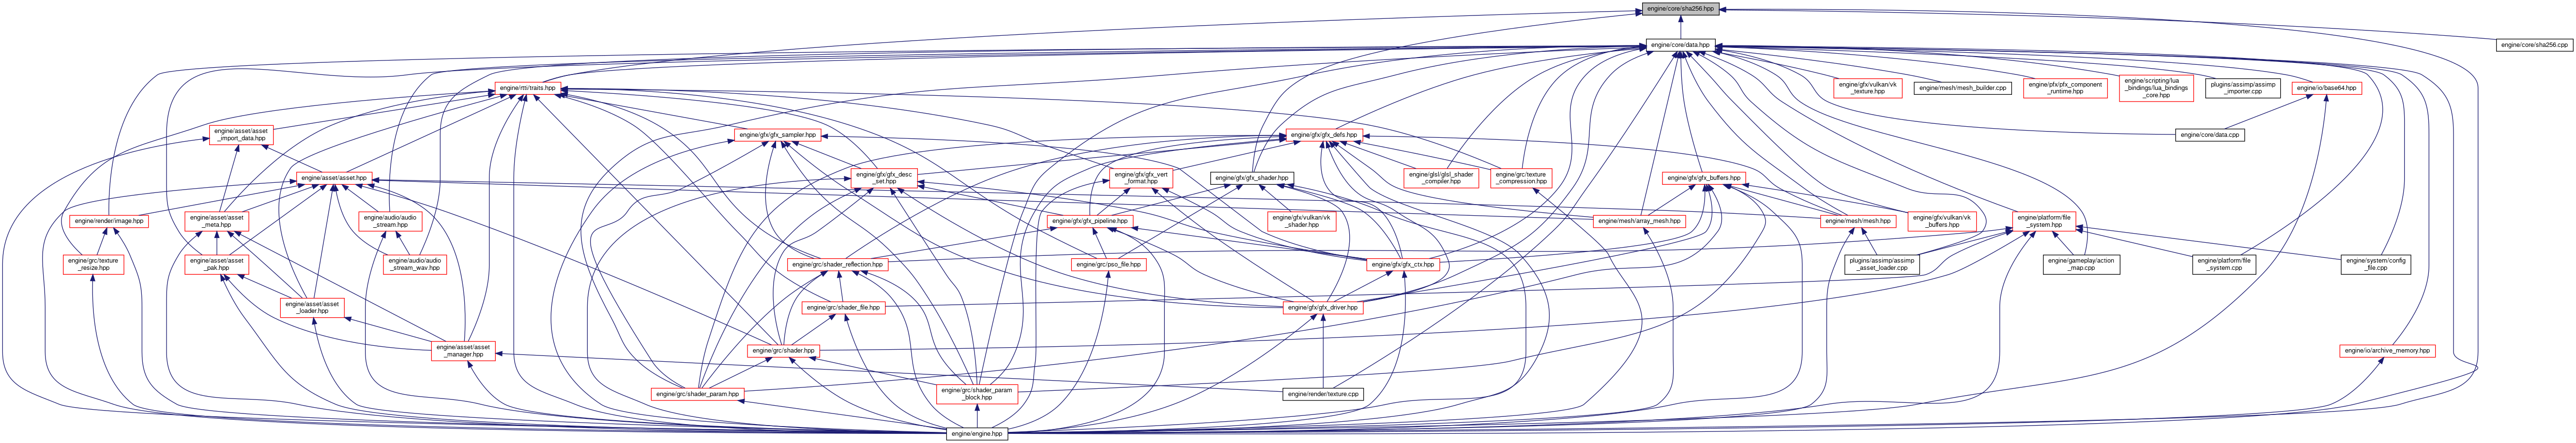 engine/core/sha256.hpp
engine/core/data.hpp
engine/core/sha256.cpp
engine/rtti/traits.hpp
engine/gfx/vulkan/vk
_texture.hpp
engine/mesh/mesh_builder.cpp
engine/pfx/pfx_component
_runtime.hpp
engine/scripting/lua
_bindings/lua_bindings
_core.hpp
plugins/assimp/assimp
_importer.cpp
engine/io/base64.hpp
engine/asset/asset
_import_data.hpp
engine/gfx/gfx_sampler.hpp
engine/gfx/gfx_defs.hpp
engine/core/data.cpp
engine/asset/asset.hpp
engine/gfx/gfx_desc
_set.hpp
engine/gfx/gfx_vert
_format.hpp
engine/gfx/gfx_shader.hpp
engine/glsl/glsl_shader
_compiler.hpp
engine/grc/texture
_compression.hpp
engine/gfx/gfx_buffers.hpp
engine/render/image.hpp
engine/asset/asset
_meta.hpp
engine/audio/audio
_stream.hpp
engine/gfx/gfx_pipeline.hpp
engine/gfx/vulkan/vk
_shader.hpp
engine/mesh/array_mesh.hpp
engine/mesh/mesh.hpp
engine/gfx/vulkan/vk
_buffers.hpp
engine/platform/file
_system.hpp
engine/grc/texture
_resize.hpp
engine/asset/asset
_pak.hpp
engine/audio/audio
_stream_wav.hpp
engine/grc/shader_reflection.hpp
engine/grc/pso_file.hpp
engine/gfx/gfx_ctx.hpp
plugins/assimp/assimp
_asset_loader.cpp
engine/gameplay/action
_map.cpp
engine/platform/file
_system.cpp
engine/system/config
_file.cpp
engine/asset/asset
_loader.hpp
engine/grc/shader_file.hpp
engine/gfx/gfx_driver.hpp
engine/asset/asset
_manager.hpp
engine/grc/shader.hpp
engine/io/archive_memory.hpp
engine/grc/shader_param.hpp
engine/grc/shader_param
_block.hpp
engine/render/texture.cpp
engine/engine.hpp